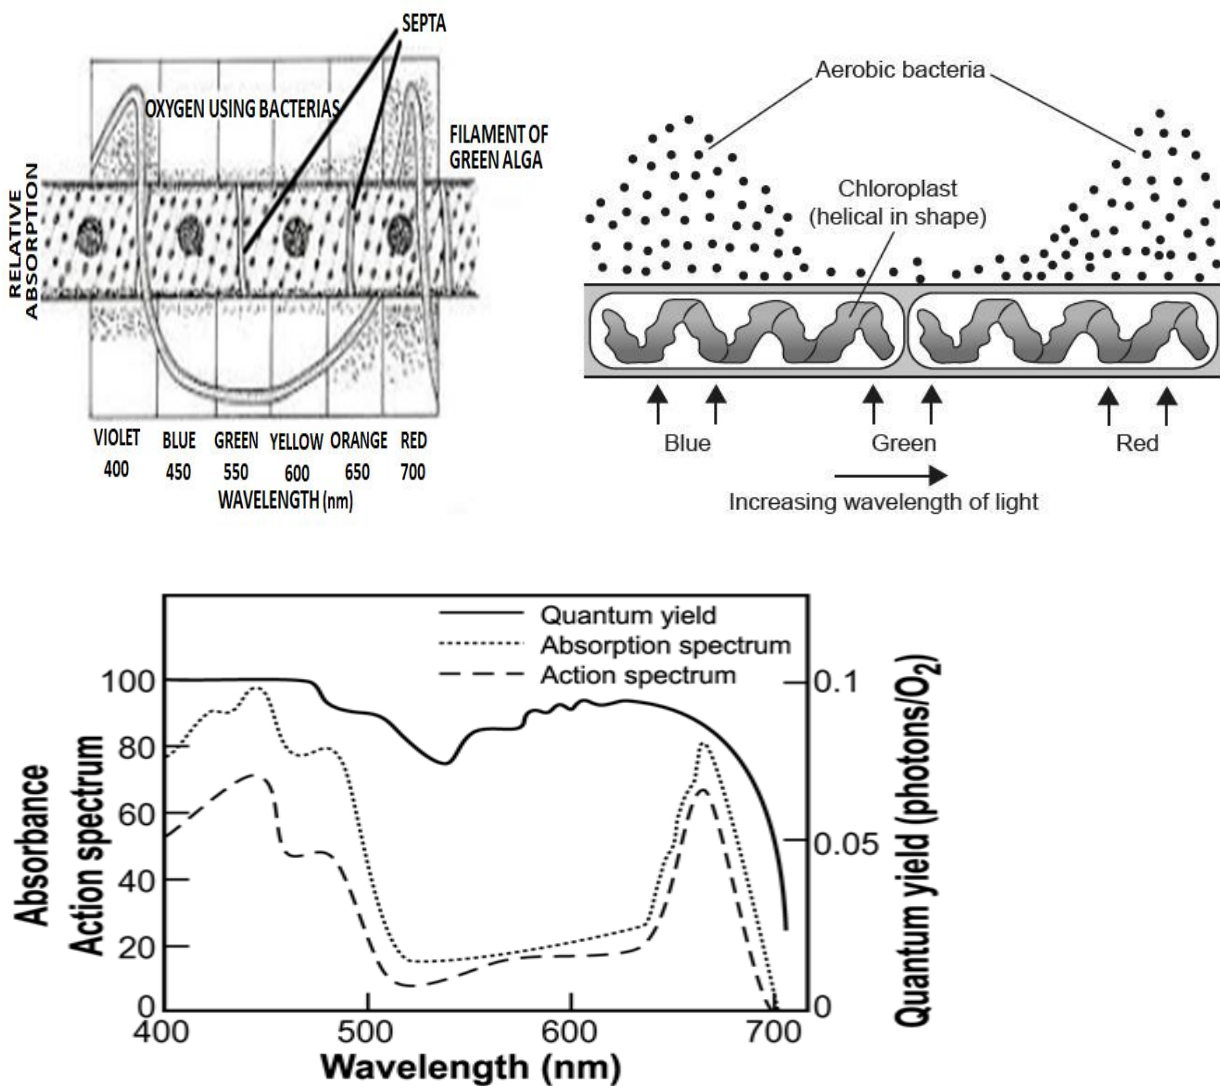 SEPTA
OXYGEN USING BACTERIAS
FILAMENT OF
GREEN ALGA
RELATIVE
ABSORPTION
VIOLET BLUE GREEN YELLOW ORANGE RED
400 450 550 600 650 700
WAVELENGTH (nm)
Aerobic bacteria
Chloroplast
(helical in shape)
Blue Green Red
Increasing wavelength of light
Quantum yield
Absorption spectrum
Action spectrum
Absorbance
Action spectrum
100
80
60
40
20
0
0.1
0.05
0
Quantum yield (photons/O₂)
400 500 600 700
Wavelength (nm)